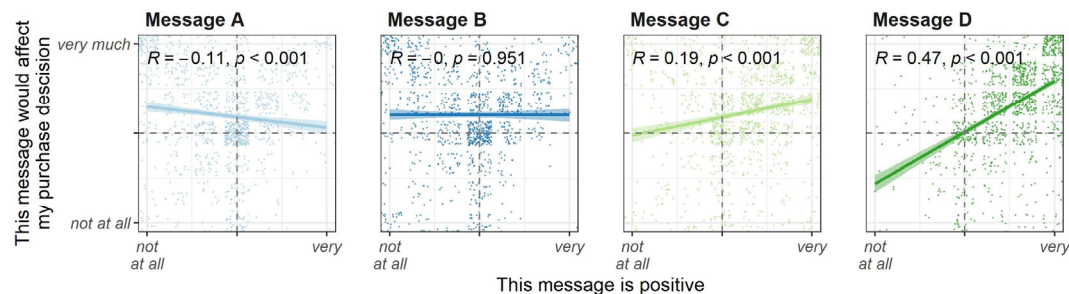 Message A
Message B
Message C
Message D
This message would affect
my purchase descision
very much
not at all
R = −0.11, p < 0.001
R = −0, p = 0.951
R = 0.19, p < 0.001
R = 0.47, p < 0.001
not
at all
very
not
at all
very
not
at all
very
not
at all
very
This message is positive